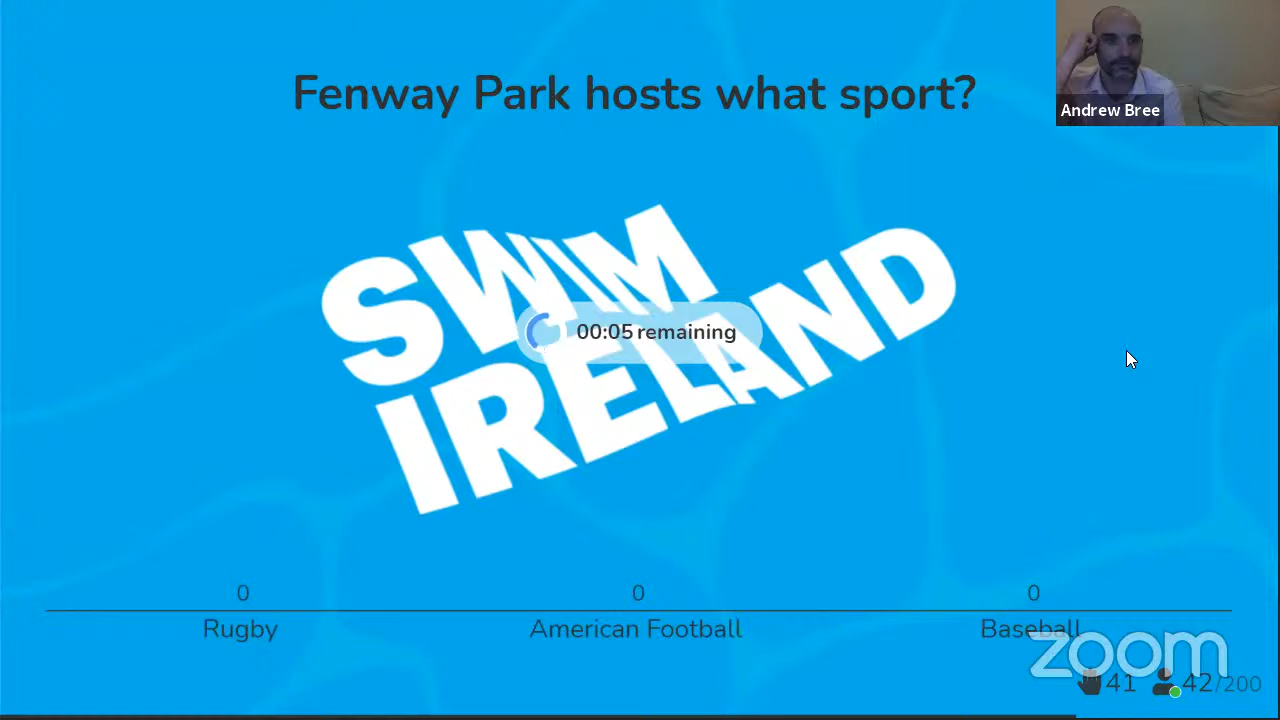 Fenway Park hosts what sport?
Andrew Bree
SWIM
IRELAND
00:05 remaining
0
0
0
Rugby
American Football
Baseball
zoom
41
42/200